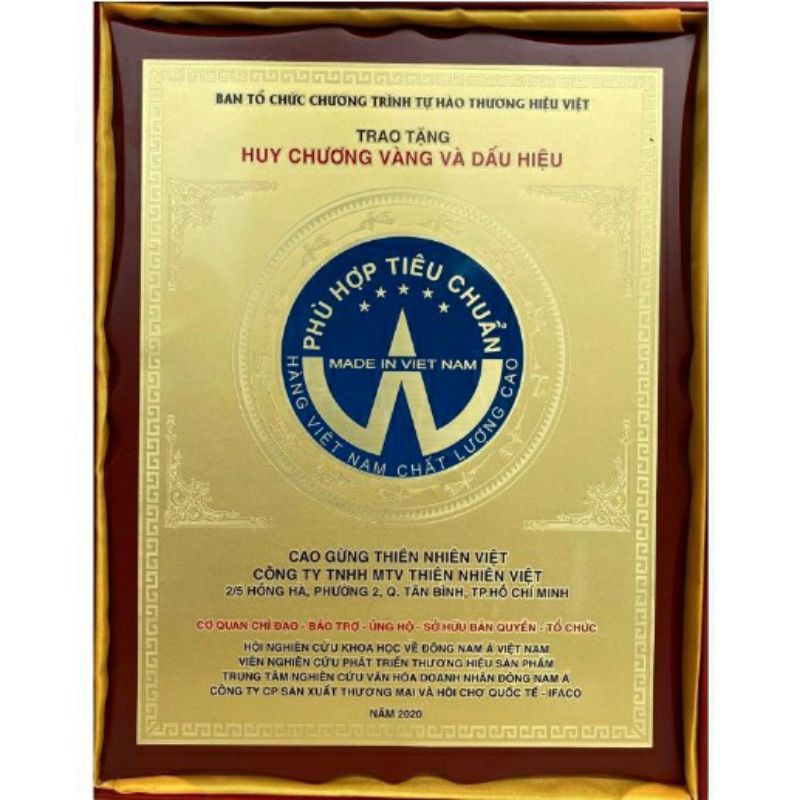 BAN TỔ CHỨC CHƯƠNG TRÌNH TỰ HÀO THƯƠNG HIỆU VIỆT
TRAO TẶNG
HUY CHƯƠNG VÀNG VÀ DẤU HIỆU
PHÙ HỢP TIÊU CHUẨN
MADE IN VIET NAM
HÀNG VIỆT NAM CHẤT LƯỢNG CAO
CAO GỪNG THIÊN NHIÊN VIỆT
CÔNG TY TNHH MTV THIÊN NHIÊN VIỆT
2/5 HỒNG HÀ, PHƯỜNG 2, Q. TÂN BÌNH, TP.HỒ CHÍ MINH
CƠ QUAN CHỈ ĐẠO - BẢO TRỢ - ỦNG HỘ - SỞ HỮU BẢN QUYỀN - TỔ CHỨC
HỘI NGHIÊN CỨU KHOA HỌC VỀ ĐÔNG NAM Á VIỆT NAM
VIỆN NGHIÊN CỨU PHÁT TRIỂN THƯƠNG HIỆU SẢN PHẨM
TRUNG TÂM NGHIÊN CỨU VĂN HÓA DOANH NHÂN ĐÔNG NAM Á
CÔNG TY CP SẢN XUẤT THƯƠNG MẠI VÀ HỘI CHỢ QUỐC TẾ - IFACO
NĂM 2020